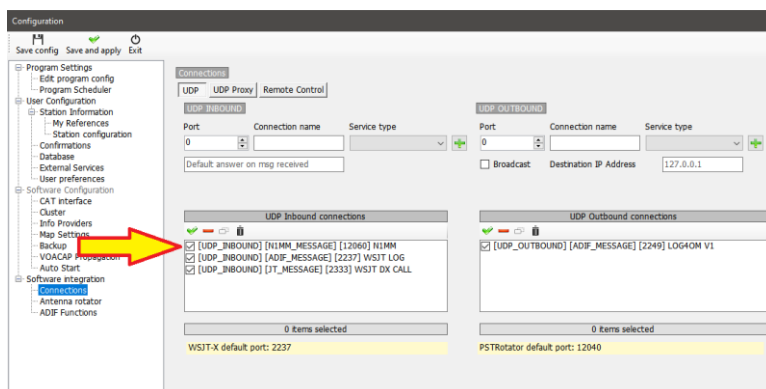 Configuration
Save config Save and apply Exit
Program Settings
Edit program config
Program Scheduler
User Configuration
Station Information
My References
Station configuration
Confirmations
Database
External Services
User preferences
Software Configuration
CAT interface
Cluster
Info Providers
Map Settings
Backup
VOACAP Propagation
Auto Start
Software integration
Connections
Antenna rotator
ADIF Functions
Connections
UDP UDP Proxy Remote Control
UDP INBOUND
Port Connection name Service type
0
Default answer on msg received
UDP Inbound connections
[UDP_INBOUND] [N1MM_MESSAGE] [12060] N1MM
[UDP_INBOUND] [ADIF_MESSAGE] [2237] WSJT LOG
[UDP_INBOUND] [JT_MESSAGE] [2333] WSJT DX CALL
0 items selected
WSJT-X default port: 2237
UDP OUTBOUND
Port Connection name Service type
0
Broadcast Destination IP Address 127.0.0.1
UDP Outbound connections
[UDP_OUTBOUND] [ADIF_MESSAGE] [2249] LOG4OM V1
0 items selected
PSTRotator default port: 12040